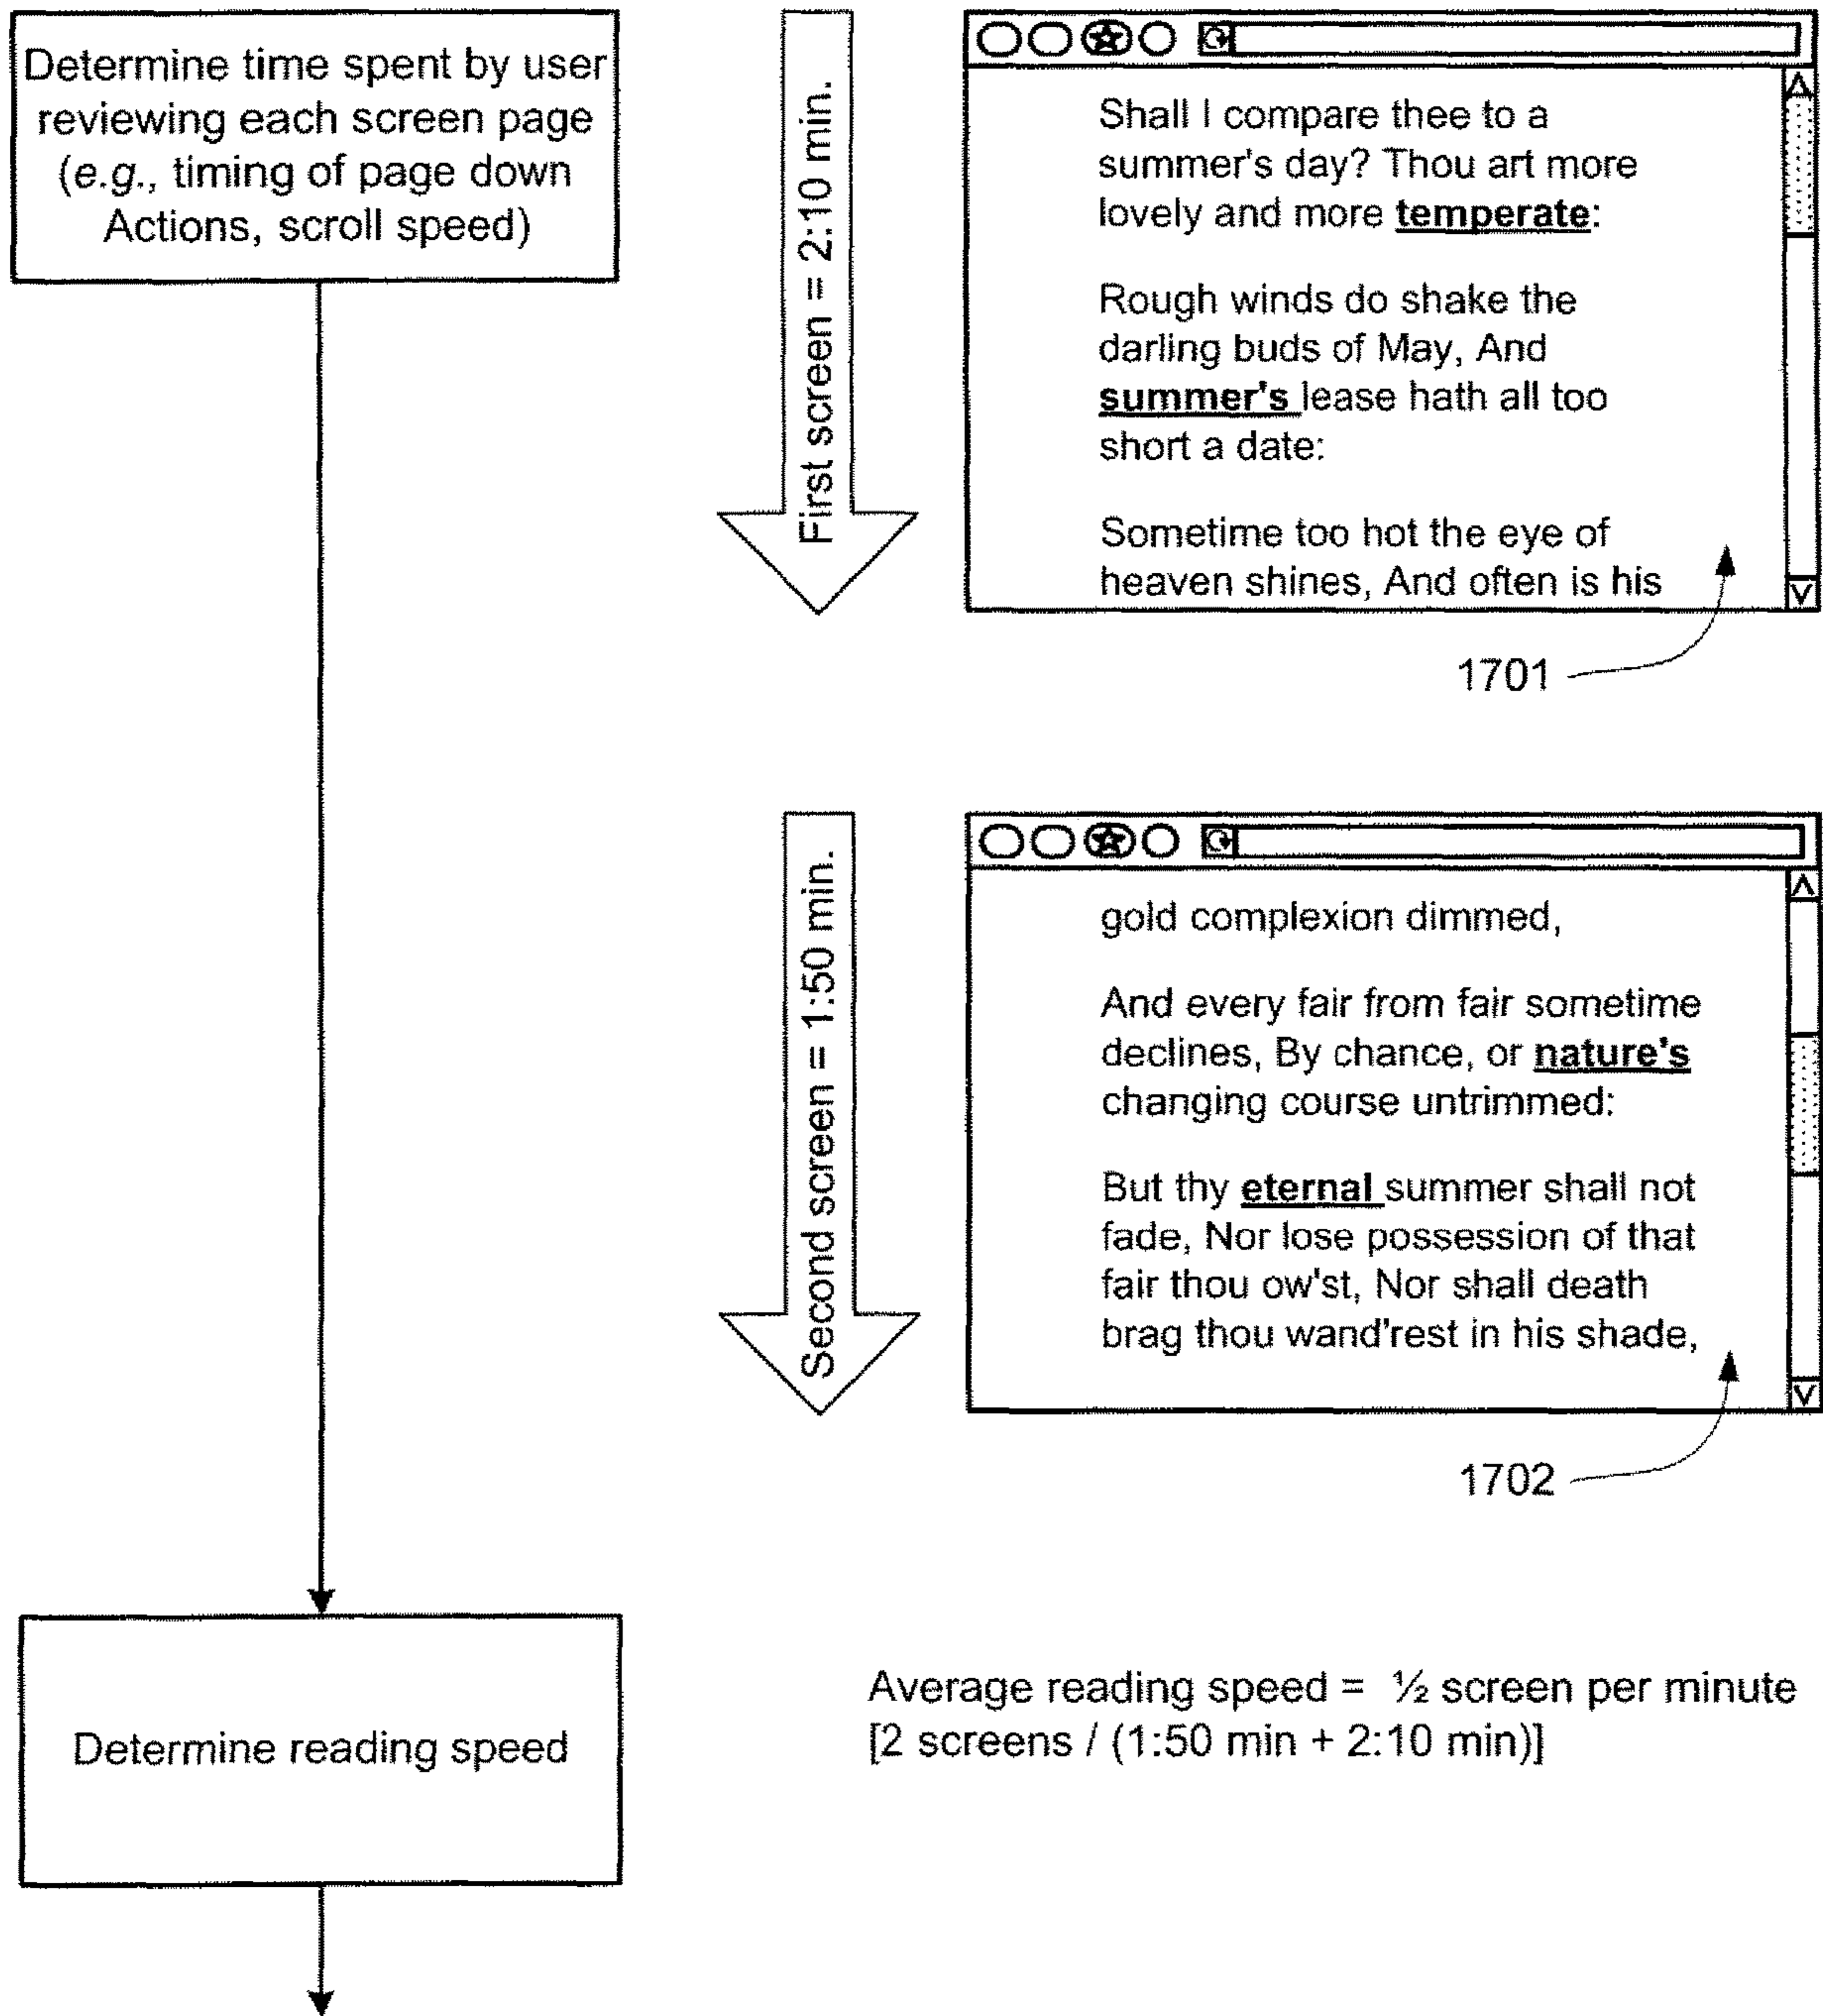 Determine time spent by user
reviewing each screen page
(e.g., timing of page down
Actions, scroll speed)
First screen = 2:10 min.
Shall I compare thee to a
summer's day? Thou art more
lovely and more temperate:
Rough winds do shake the
darling buds of May, And
summer's lease hath all too
short a date:
Sometime too hot the eye of
heaven shines, And often is his
1701
Second screen = 1:50 min.
gold complexion dimmed,
And every fair from fair sometime
declines, By chance, or nature's
changing course untrimmed:
But thy eternal summer shall not
fade, Nor lose possession of that
fair thou ow'st, Nor shall death
brag thou wand'rest in his shade,
1702
Determine reading speed
Average reading speed = ½ screen per minute
[2 screens / (1:50 min + 2:10 min)]